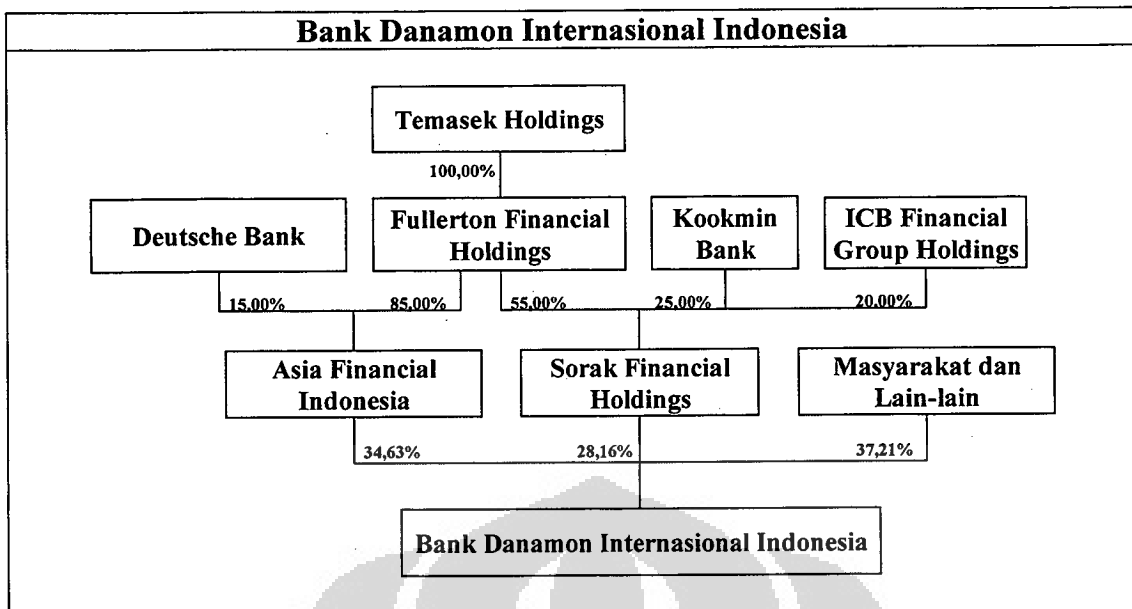 Bank Danamon Internasional Indonesia
Temasek Holdings
100,00%
Deutsche Bank
Fullerton Financial
Holdings
Kookmin
Bank
ICB Financial
Group Holdings
15,00%
85,00%
55,00%
25,00%
20,00%
Asia Financial
Indonesia
Sorak Financial
Holdings
Masyarakat dan
Lain-lain
34,63%
28,16%
37,21%
Bank Danamon Internasional Indonesia